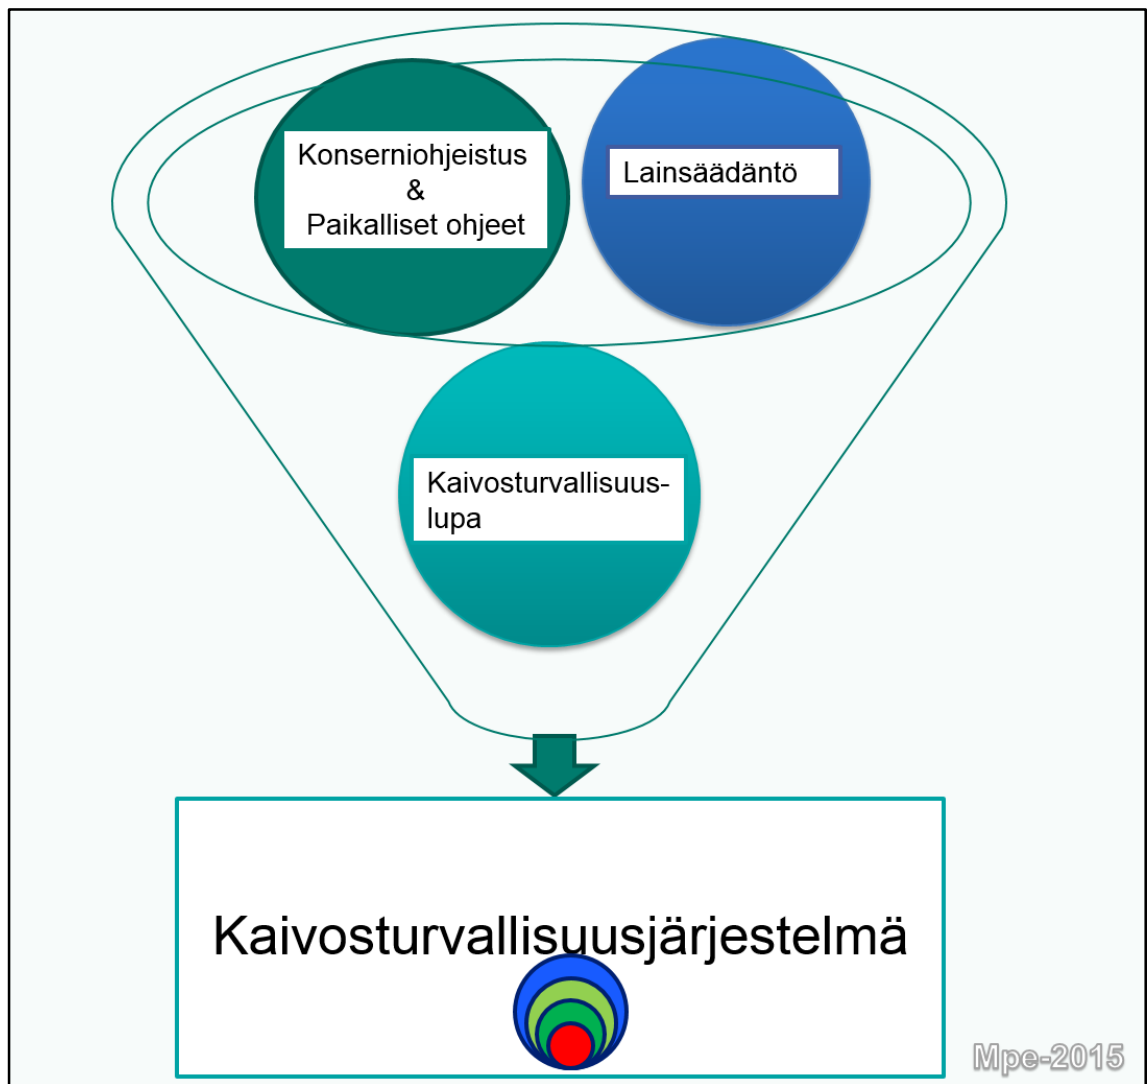 Konserniohjeistus
&
Paikalliset ohjeet
Lainsäädäntö
Kaivosturvallisuus-
lupa
Kaivosturvallisuusjärjestelmä
Mpe-2015